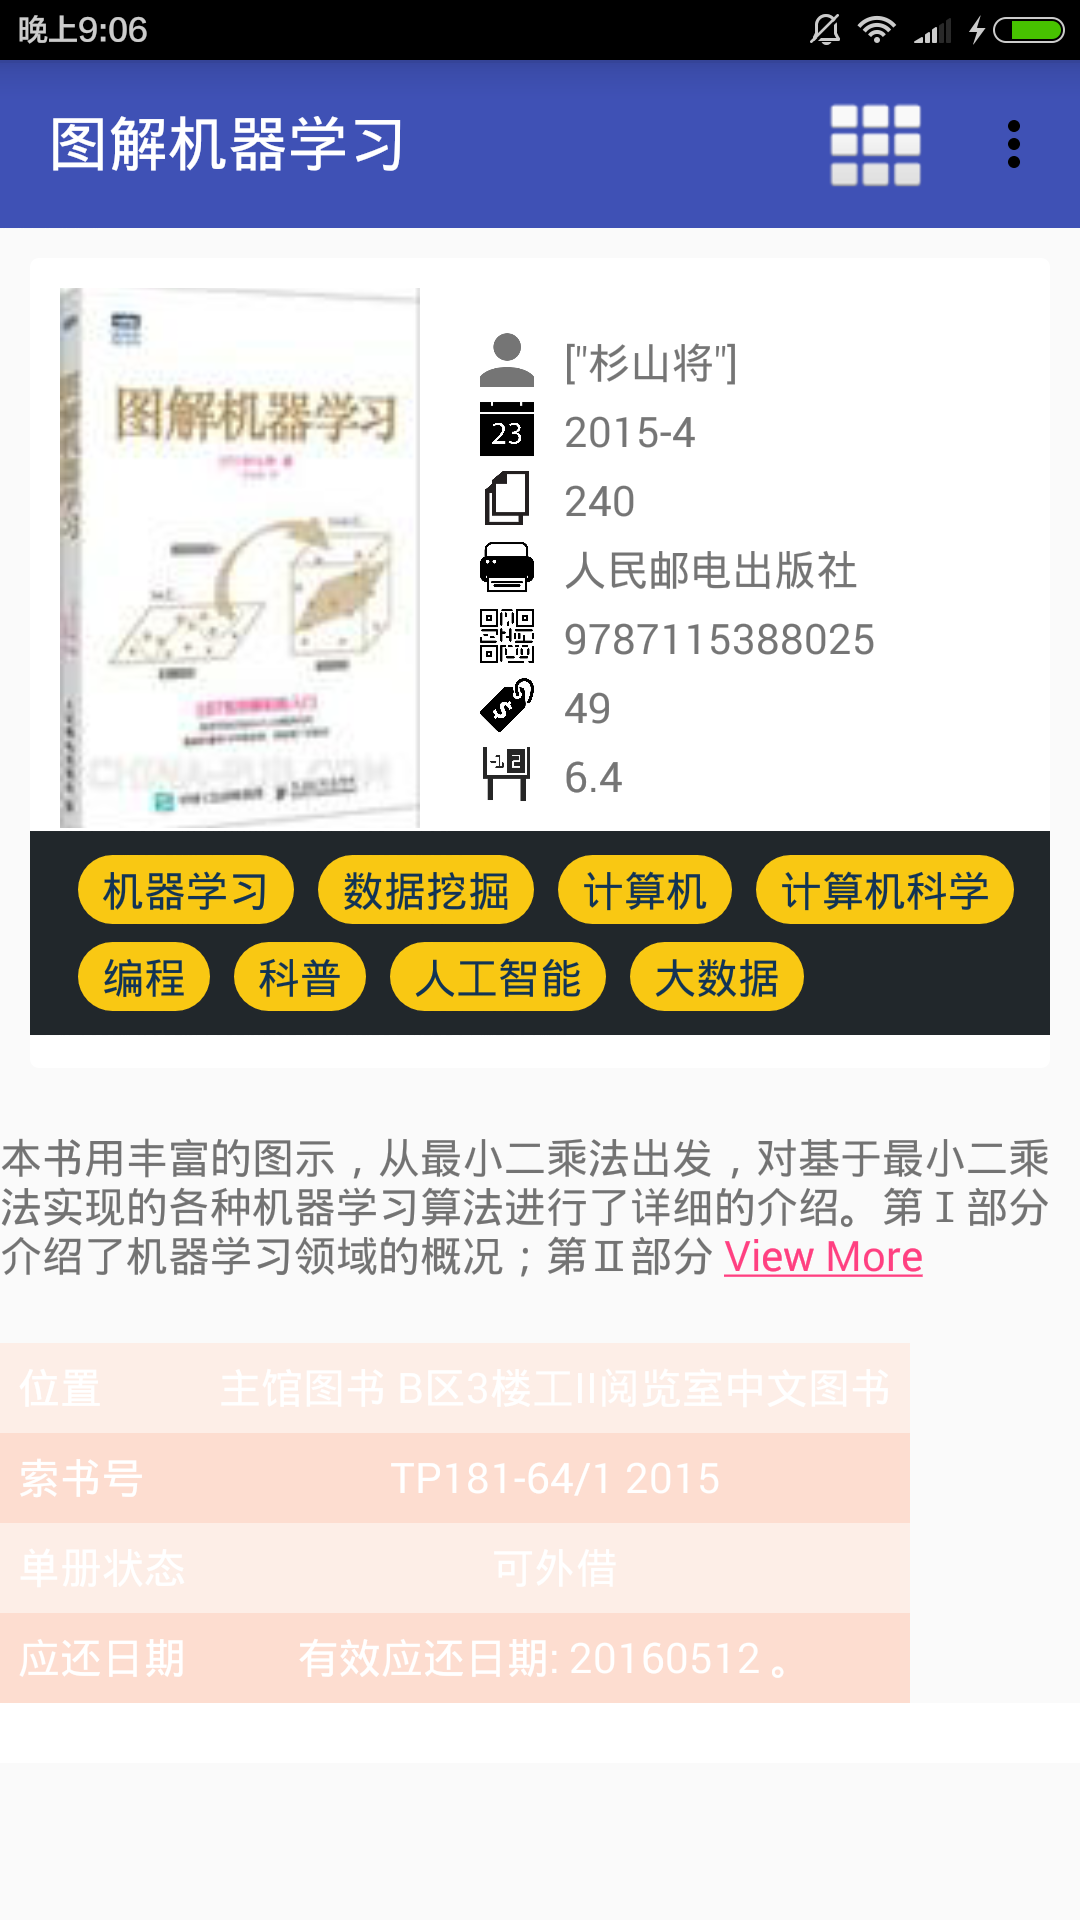 晚上9:06
图解机器学习
["杉山将"]
23
2015-4
240
人民邮电出版社
9787115388025
49
6.4
图解机器学习
CHINA-PUB.COM
机器学习 数据挖掘 计算机 计算机科学
编程 科普 人工智能 大数据
本书用丰富的图示，从最小二乘法出发，对基于最小二乘
法实现的各种机器学习算法进行了详细的介绍。第Ⅰ部分
介绍了机器学习领域的概况；第Ⅱ部分 View More
位置 主馆图书 B区3楼工II阅览室中文图书
索书号 TP181-64/1 2015
单册状态 可外借
应还日期 有效应还日期: 20160512 。